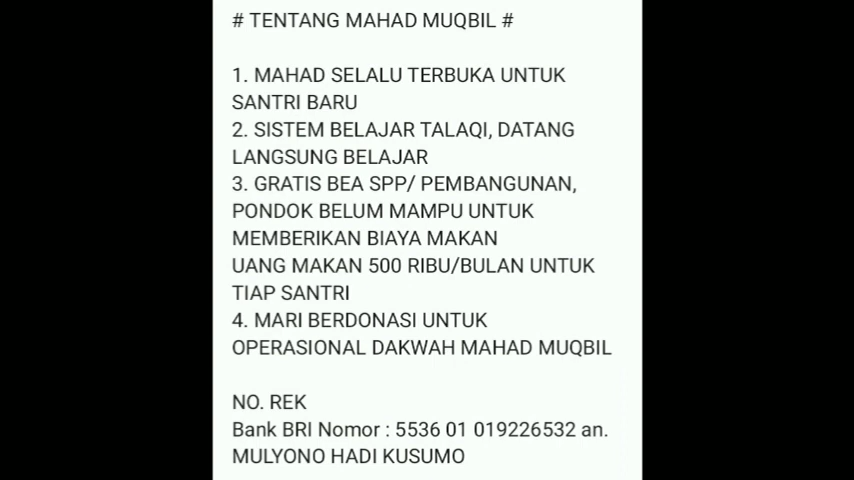 # TENTANG MAHAD MUQBIL #
1. MAHAD SELALU TERBUKA UNTUK
SANTRI BARU
2. SISTEM BELAJAR TALAQI, DATANG
LANGSUNG BELAJAR
3. GRATIS BEA SPP/ PEMBANGUNAN,
PONDOK BELUM MAMPU UNTUK
MEMBERIKAN BIAYA MAKAN
UANG MAKAN 500 RIBU/BULAN UNTUK
TIAP SANTRI
4. MARI BERDONASI UNTUK
OPERASIONAL DAKWAH MAHAD MUQBIL
NO. REK
Bank BRI Nomor : 5536 01 019226532 an.
MULYONO HADI KUSUMO